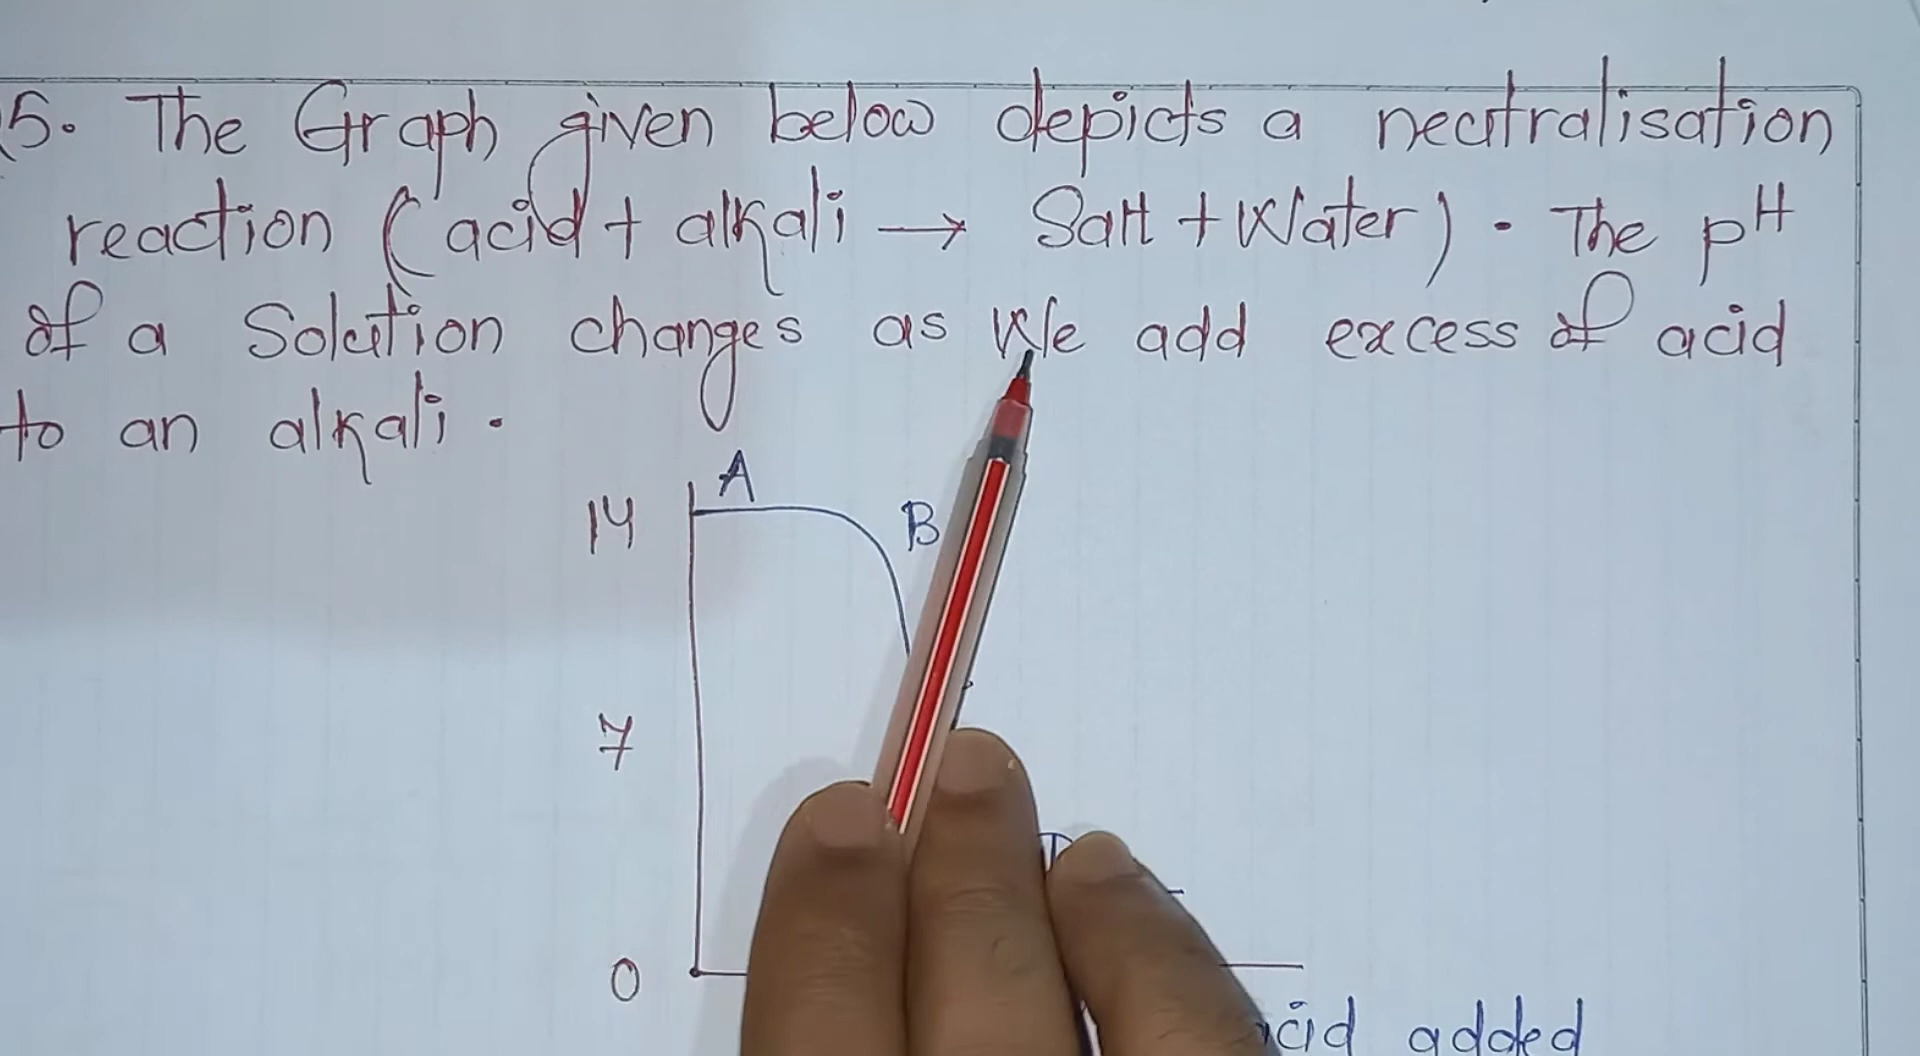 5. The Graph given below depicts a neutralisation
reaction (acid + alkali → Salt + Water). The pH
of a Solution changes as We add excess of acid
to an alkali.
A
14
B
7
0
added